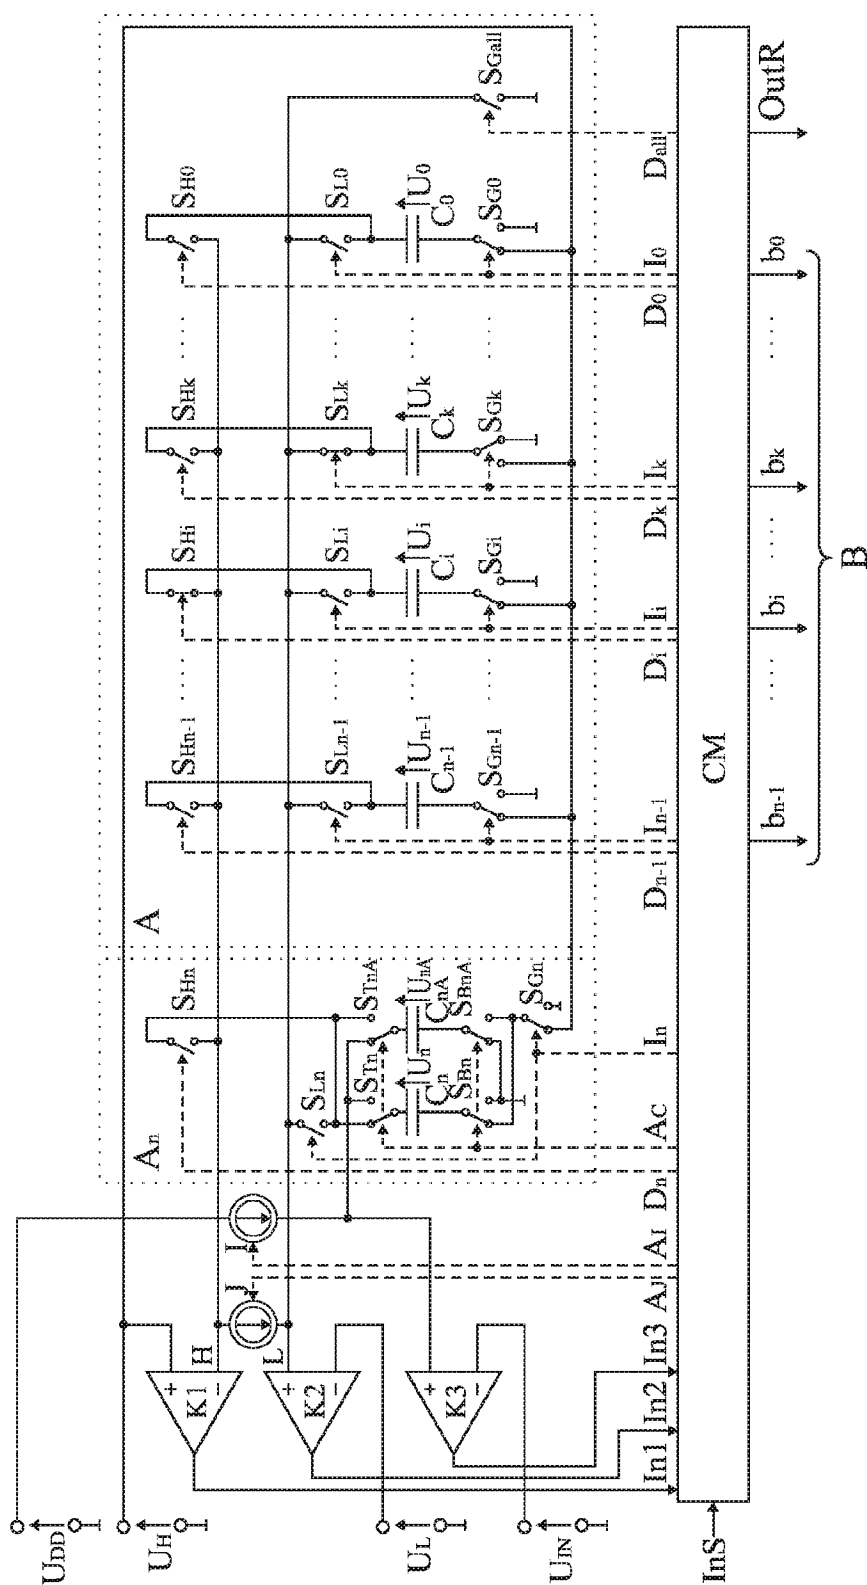 UDD
UH
UL
UIN
InS
K1
K2
K3
+
−
+
−
+
−
H
L
J
I
In1
In2
In3
AJ
AI
Dn
AC
In
An
SHn
SLn
STn
STnA
Un
Cn
UnA
CnA
SBn
SBnA
SGn
A
SHn-1
SLn-1
Un-1
Cn-1
SGn-1
Dn-1
In-1
SHi
SLi
Ui
Ci
SGi
Di
Ii
SHk
SLk
Uk
Ck
SGk
Dk
Ik
SH0
SL0
U0
C0
SG0
D0
I0
SGall
Dall
CM
bn-1
bi
bk
b0
B
OutR